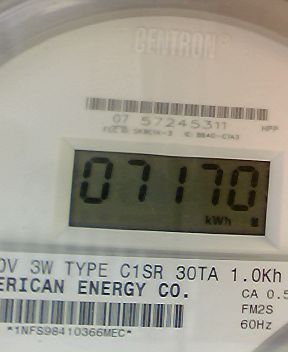 CENTRON®
07 57245311
HPP
07170
kWh
0V 3W TYPE C1SR 30TA 1.0Kh
ERICAN ENERGY CO.
CA 0.5
FM2S
60Hz
*1NFS98410366MEC*